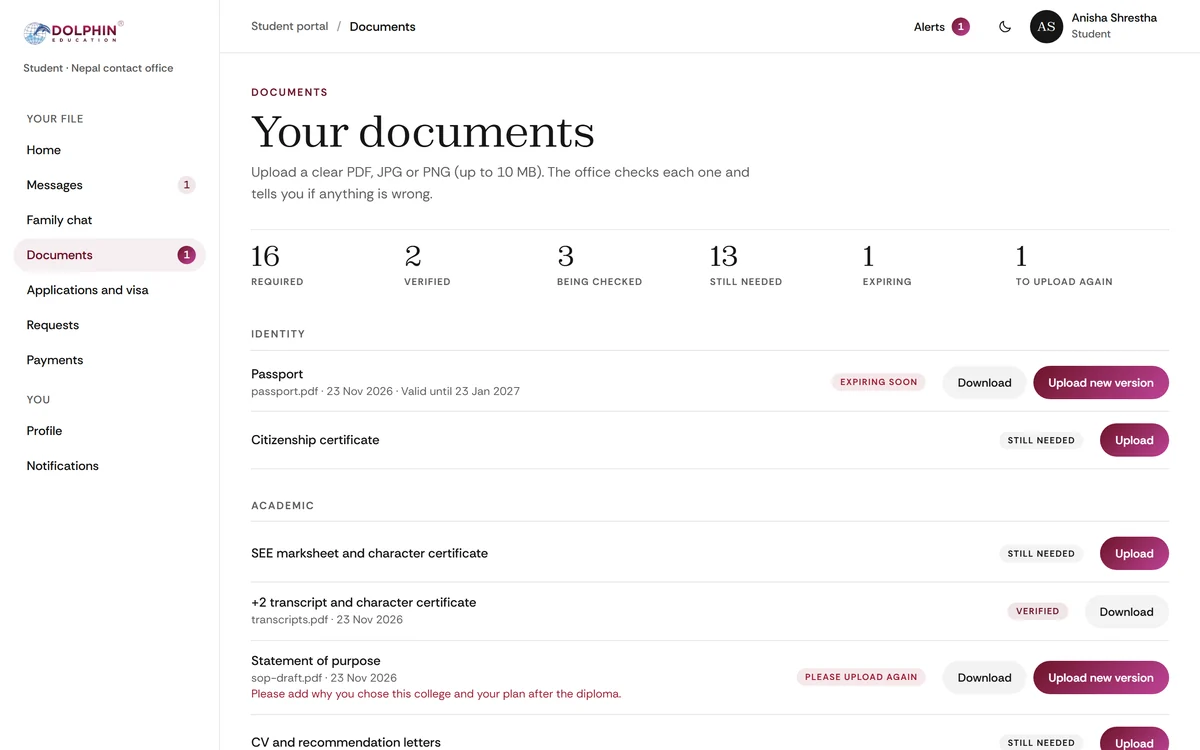 DOLPHIN®
EDUCATION
Student · Nepal contact office
YOUR FILE
Home
Messages 1
Family chat
Documents 1
Applications and visa
Requests
Payments
YOU
Profile
Notifications
Student portal / Documents
Alerts 1
AS
Anisha Shrestha
Student
DOCUMENTS
Your documents
Upload a clear PDF, JPG or PNG (up to 10 MB). The office checks each one and
tells you if anything is wrong.
16 2 3 13 1 1
REQUIRED VERIFIED BEING CHECKED STILL NEEDED EXPIRING TO UPLOAD AGAIN
IDENTITY
Passport
passport.pdf · 23 Nov 2026 · Valid until 23 Jan 2027
EXPIRING SOON Download Upload new version
Citizenship certificate STILL NEEDED Upload
ACADEMIC
SEE marksheet and character certificate STILL NEEDED Upload
+2 transcript and character certificate
transcripts.pdf · 23 Nov 2026
VERIFIED Download
Statement of purpose
sop-draft.pdf · 23 Nov 2026
Please add why you chose this college and your plan after the diploma.
PLEASE UPLOAD AGAIN Download Upload new version
CV and recommendation letters STILL NEEDED Upload